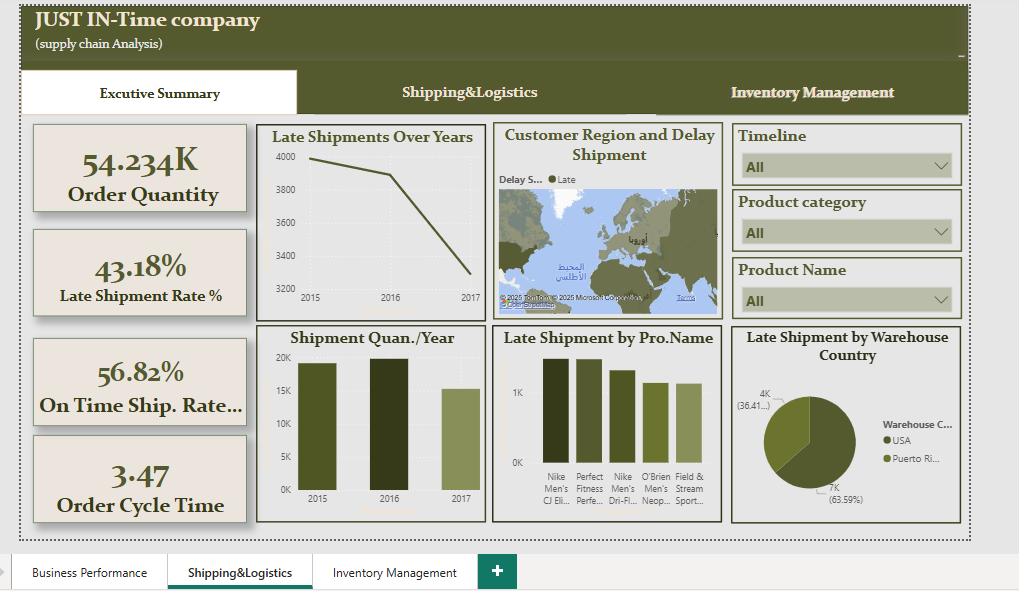 JUST IN-Time company
(supply chain Analysis)
Excutive Summary
Shipping&Logistics
Inventory Management
54.234K
Order Quantity
43.18%
Late Shipment Rate %
56.82%
On Time Ship. Rate...
3.47
Order Cycle Time
Late Shipments Over Years
4000
3800
3600
3400
3200
2015
2016
2017
Customer Region and Delay
Shipment
Delay S...
Late
أوروبا
المحيط
الأطلسي
© 2025 TomTom, © 2025 Microsoft Corporation,
© OpenStreetMap
Terms
Timeline
All
Product category
All
Product Name
All
Shipment Quan./Year
20K
15K
10K
5K
0K
2015
2016
2017
Late Shipment by Pro.Name
1K
0K
Nike
Men's
CJ Eli...
Perfect
Fitness
Perfe...
Nike
Men's
Dri-Fi...
O'Brien
Men's
Neop...
Field &
Stream
Sport...
Late Shipment by Warehouse
Country
4K
(36.41...)
7K
(63.59%)
Warehouse C...
USA
Puerto Ri...
Business Performance
Shipping&Logistics
Inventory Management
+